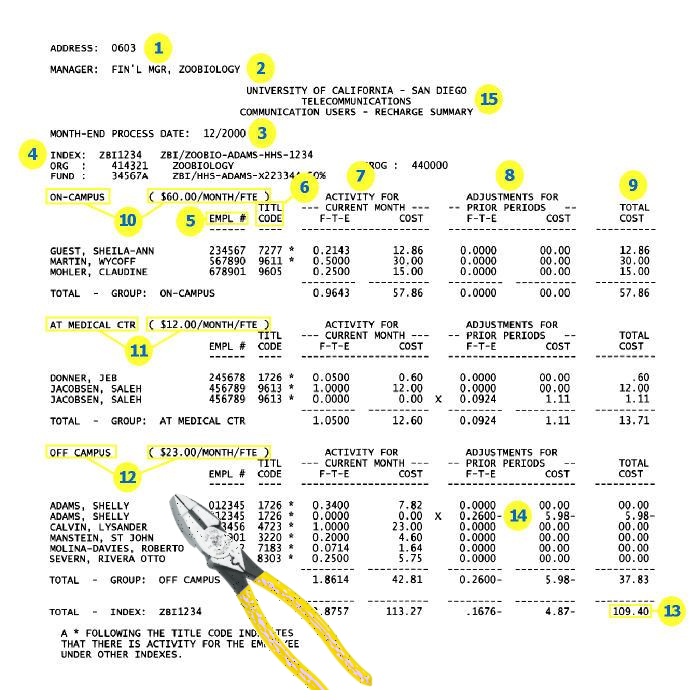 ADDRESS: 0603 1
MANAGER: FIN'L MGR, ZOOBIOLOGY 2
UNIVERSITY OF CALIFORNIA - SAN DIEGO
TELECOMMUNICATIONS 15
COMMUNICATION USERS - RECHARGE SUMMARY
MONTH-END PROCESS DATE: 12/2000 3
4 INDEX: ZBI1234 ZBI/ZOOBIO-ADAMS-HHS-1234
ORG : 414321 ZOOBIOLOGY ROG : 440000
FUND : 34567A ZBI/HHS-ADAMS-X22334 50%
6 7 8 9
ON-CAMPUS ( $60.00/MONTH/FTE ) ACTIVITY FOR ADJUSTMENTS FOR
TITL --- CURRENT MONTH --- -- PRIOR PERIODS -- TOTAL
10 5 EMPL # CODE F-T-E COST F-T-E COST COST
GUEST, SHEILA-ANN 234567 7277 * 0.2143 12.86 0.0000 00.00 12.86
MARTIN, WYCOFF 567890 9611 * 0.5000 30.00 0.0000 00.00 30.00
MOHLER, CLAUDINE 678901 9605 0.2500 15.00 0.0000 00.00 15.00
TOTAL - GROUP: ON-CAMPUS 0.9643 57.86 0.0000 00.00 57.86
AT MEDICAL CTR ( $12.00/MONTH/FTE ) ACTIVITY FOR ADJUSTMENTS FOR
TITL --- CURRENT MONTH --- -- PRIOR PERIODS -- TOTAL
11 EMPL # CODE F-T-E COST F-T-E COST COST
DONNER, JEB 245678 1726 * 0.0500 0.60 0.0000 00.00 .60
JACOBSEN, SALEH 456789 9613 * 1.0000 12.00 0.0000 00.00 12.00
JACOBSEN, SALEH 456789 9613 * 0.0000 0.00 X 0.0924 1.11 1.11
TOTAL - GROUP: AT MEDICAL CTR 1.0500 12.60 0.0924 1.11 13.71
OFF CAMPUS ( $23.00/MONTH/FTE ) ACTIVITY FOR ADJUSTMENTS FOR
TITL --- CURRENT MONTH --- -- PRIOR PERIODS -- TOTAL
12 EMPL # CODE F-T-E COST F-T-E COST COST
ADAMS, SHELLY 012345 1726 * 0.3400 7.82 0.0000 00.00 00.00
ADAMS, SHELLY 2345 1726 * 0.0000 0.00 X 0.2600- 14 5.98- 5.98-
CALVIN, LYSANDER 3456 4723 * 1.0000 23.00 0.0000 00.00 00.00
MANSTEIN, ST JOHN 901 3220 * 0.2000 4.60 0.0000 00.00 00.00
MOLINA-DAVIES, ROBERTO 2 7183 * 0.0714 1.64 0.0000 00.00 00.00
SEVERN, RIVERA OTTO 8303 * 0.2500 5.75 0.0000 00.00 00.00
TOTAL - GROUP: OFF CAMPUS 1.8614 42.81 0.2600- 5.98- 37.83
TOTAL - INDEX: ZBI1234 .8757 113.27 .1676- 4.87- 109.40 13
A * FOLLOWING THE TITLE CODE IND TES
THAT THERE IS ACTIVITY FOR THE EMP EE
UNDER OTHER INDEXES.